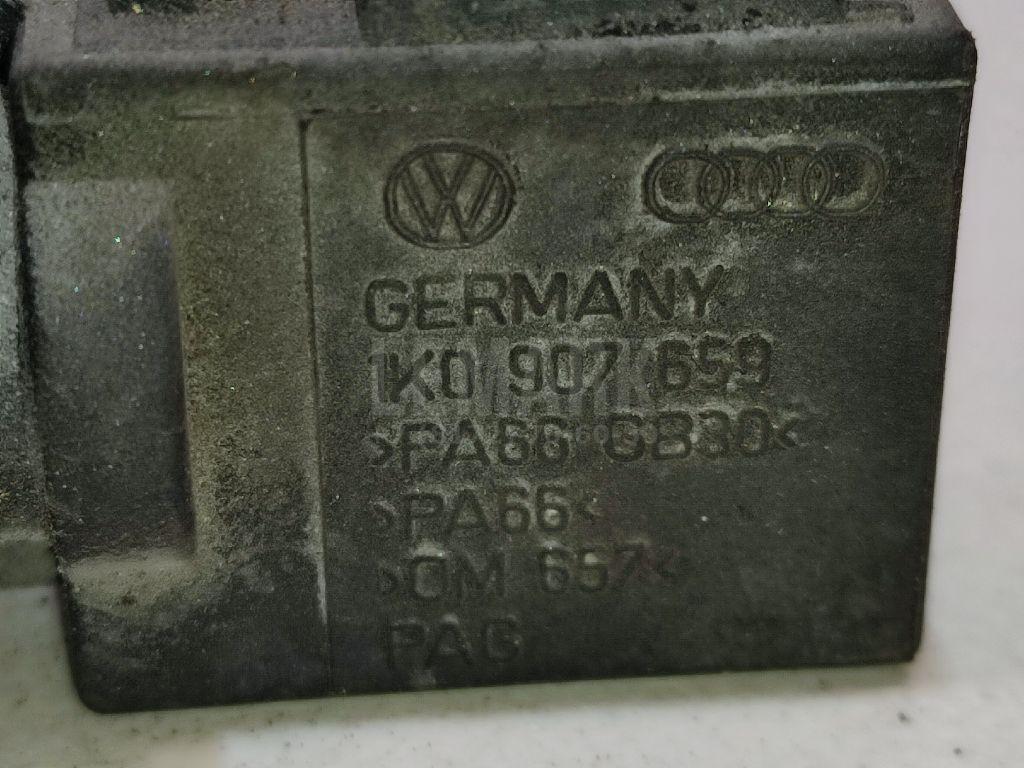 GERMANY
1K0 907 659
>PA66 GB30<
>PA66<
>OM 657<
PAG